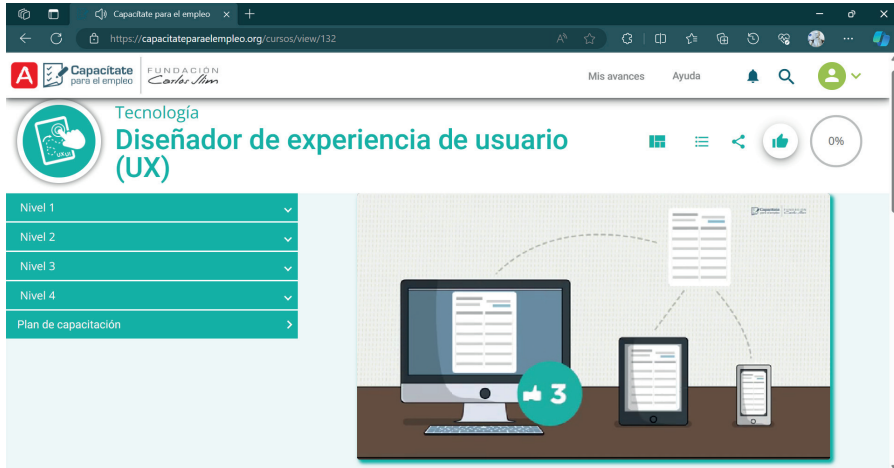 Capacítate para el empleo
https://capacitateparaelempleo.org/cursos/view/132
A
Capacítate
para el empleo
FUNDACIÓN
Carlos Slim
Mis avances
Ayuda
Tecnología
Diseñador de experiencia de usuario
(UX)
UX UI
0%
Nivel 1
Nivel 2
Nivel 3
Nivel 4
Plan de capacitación
3